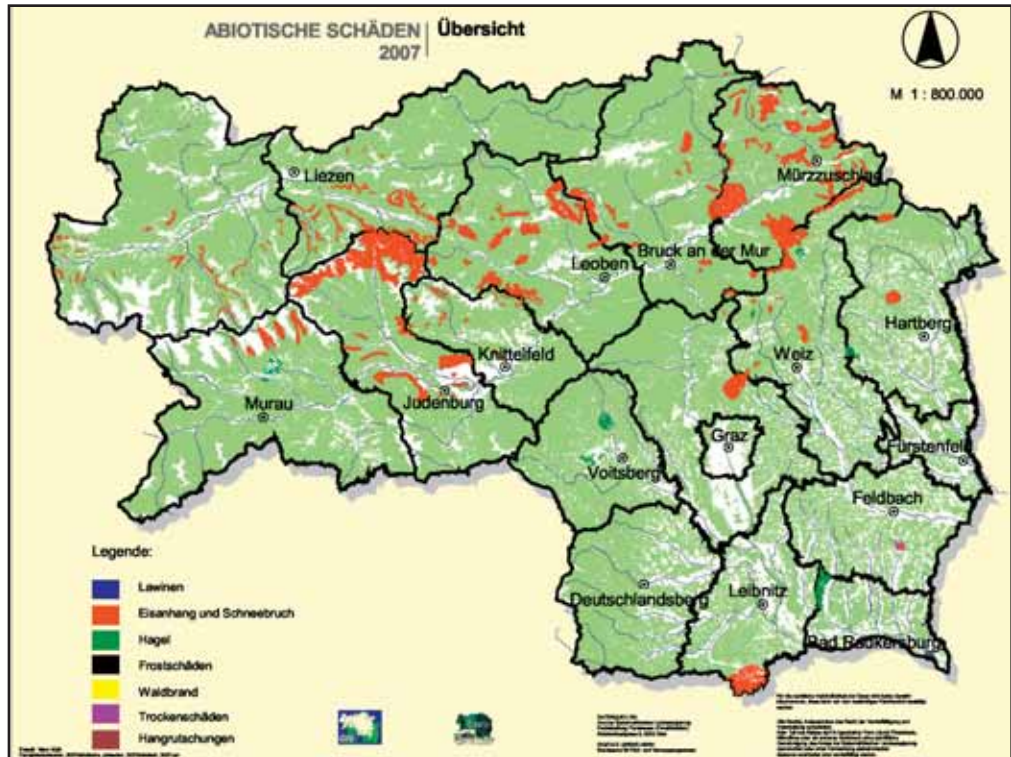 ABIOTISCHE SCHÄDEN Übersicht
2007
M 1 : 800.000
Liezen
Mürzzuschlag
Bruck an der Mur
Leoben
Hartberg
Knittelfeld
Weiz
Judenburg
Murau
Graz
Fürstenfeld
Voitsberg
Feldbach
Deutschlandsberg
Leibnitz
Bad Radkersburg
Legende:
Lawinen
Eisanhang und Schneebruch
Hagel
Frostschäden
Waldbrand
Trockenschäden
Hangrutschungen